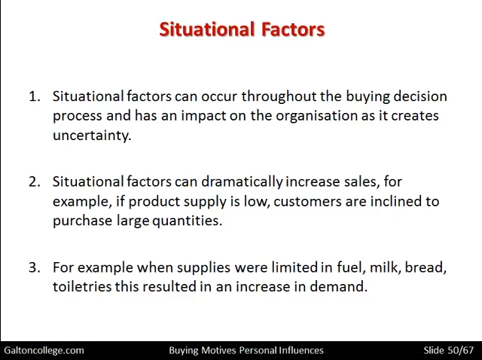 Situational Factors
1. Situational factors can occur throughout the buying decision
process and has an impact on the organisation as it creates
uncertainty.
2. Situational factors can dramatically increase sales, for
example, if product supply is low, customers are inclined to
purchase large quantities.
3. For example when supplies were limited in fuel, milk, bread,
toiletries this resulted in an increase in demand.
Galtoncollege.com Buying Motives Personal Influences Slide 50/67